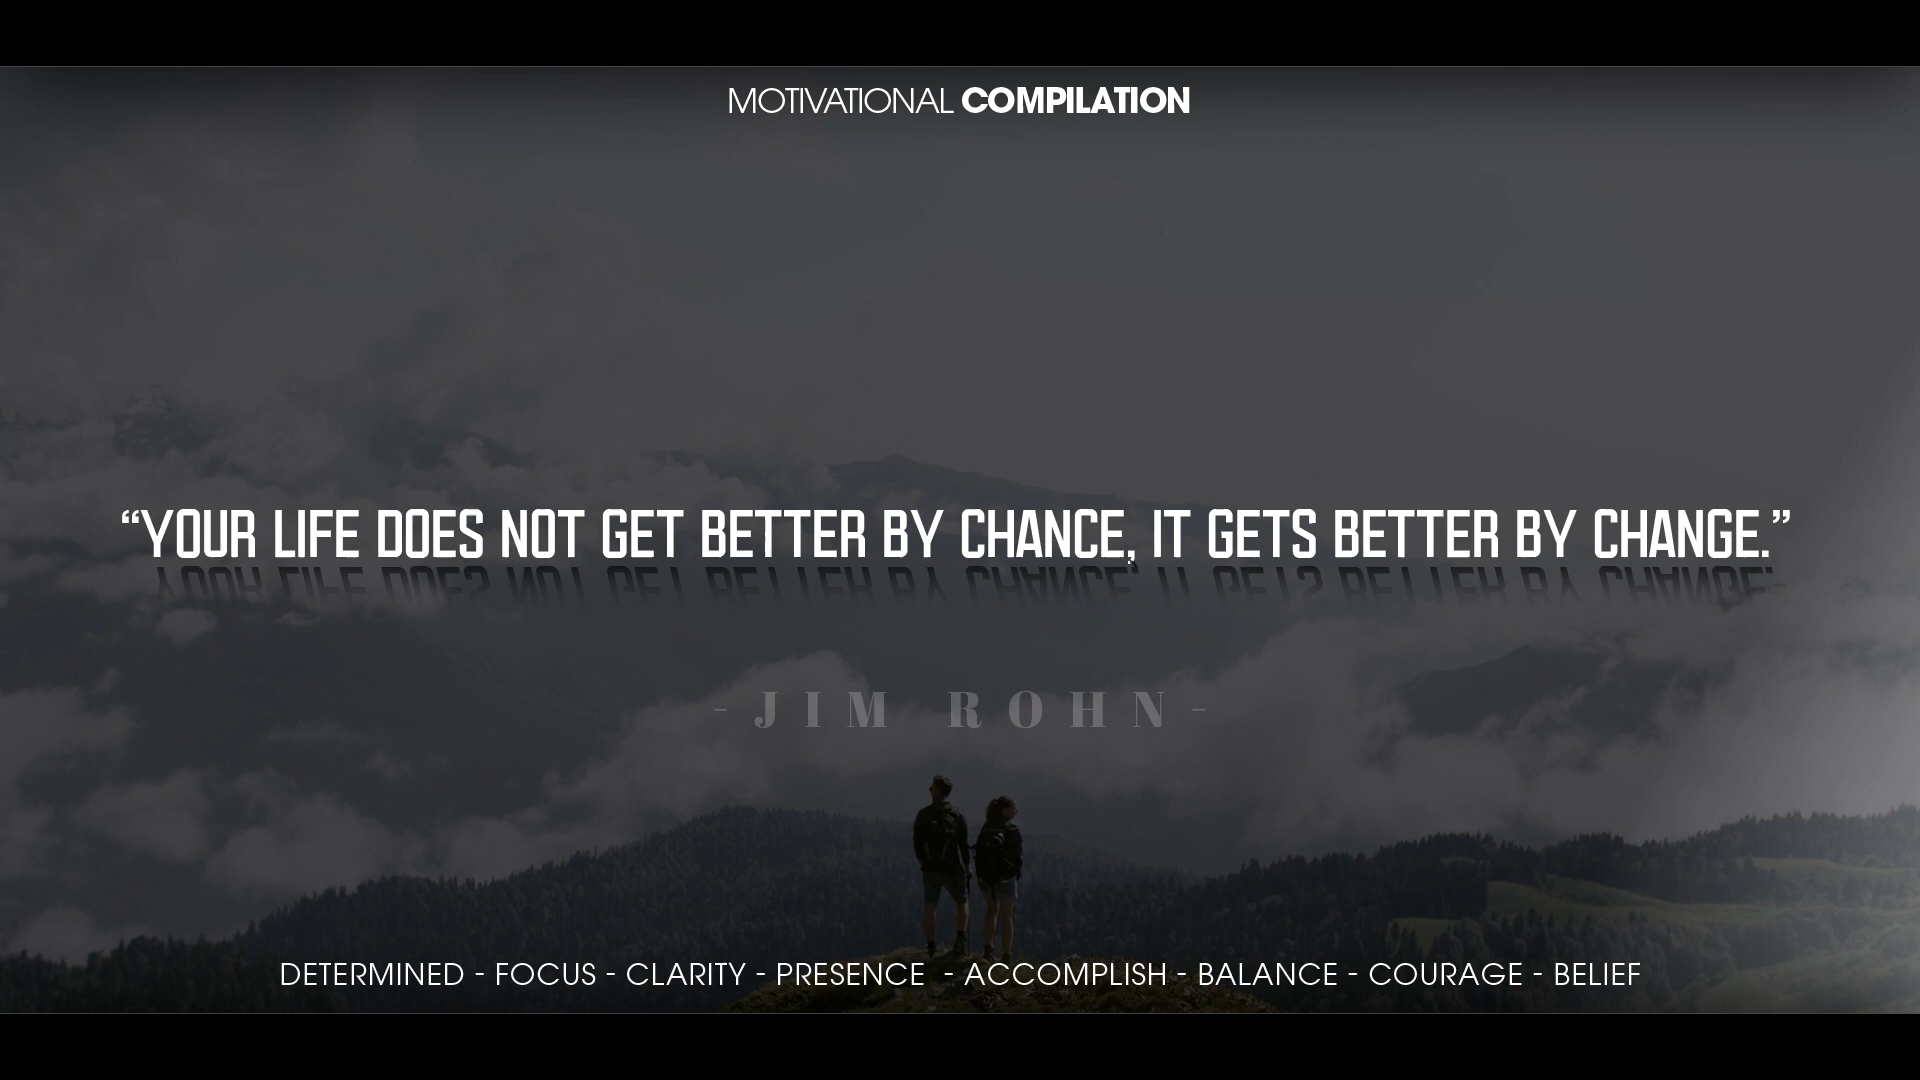 MOTIVATIONAL COMPILATION
“YOUR LIFE DOES NOT GET BETTER BY CHANCE, IT GETS BETTER BY CHANGE.”
- JIM ROHN -
DETERMINED - FOCUS - CLARITY - PRESENCE - ACCOMPLISH - BALANCE - COURAGE - BELIEF